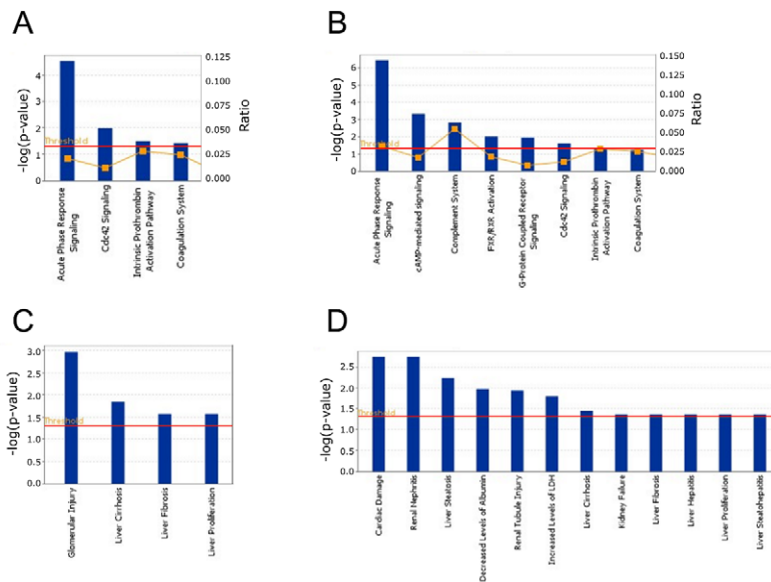 A
-log(p-value)
4
3
2
1
0
Threshold
0.125
0.100
0.075
0.050
0.025
0.000
Ratio
Acute Phase Response
Signaling
Cdc42 Signaling
Intrinsic Prothrombin
Activation Pathway
Coagulation System
B
-log(p-value)
6
5
4
3
2
1
0
Threshold
0.150
0.125
0.100
0.075
0.050
0.025
0.000
Ratio
Acute Phase Response
Signaling
cAMP-mediated signaling
Complement System
FXR/RXR Activation
G-Protein Coupled Receptor
Signaling
Cdc42 Signaling
Intrinsic Prothrombin
Activation Pathway
Coagulation System
C
-log(p-value)
3.0
2.5
2.0
1.5
1.0
0.5
0.0
Threshold
Glomerular Injury
Liver Cirrhosis
Liver Fibrosis
Liver Proliferation
D
-log(p-value)
2.5
2.0
1.5
1.0
0.5
0.0
Threshold
Cardiac Damage
Renal Nephritis
Liver Steatosis
Decreased Levels of Albumin
Renal Tubule Injury
Increased Levels of LDH
Liver Cirrhosis
Kidney Failure
Liver Fibrosis
Liver Hepatitis
Liver Proliferation
Liver Steatohepatitis